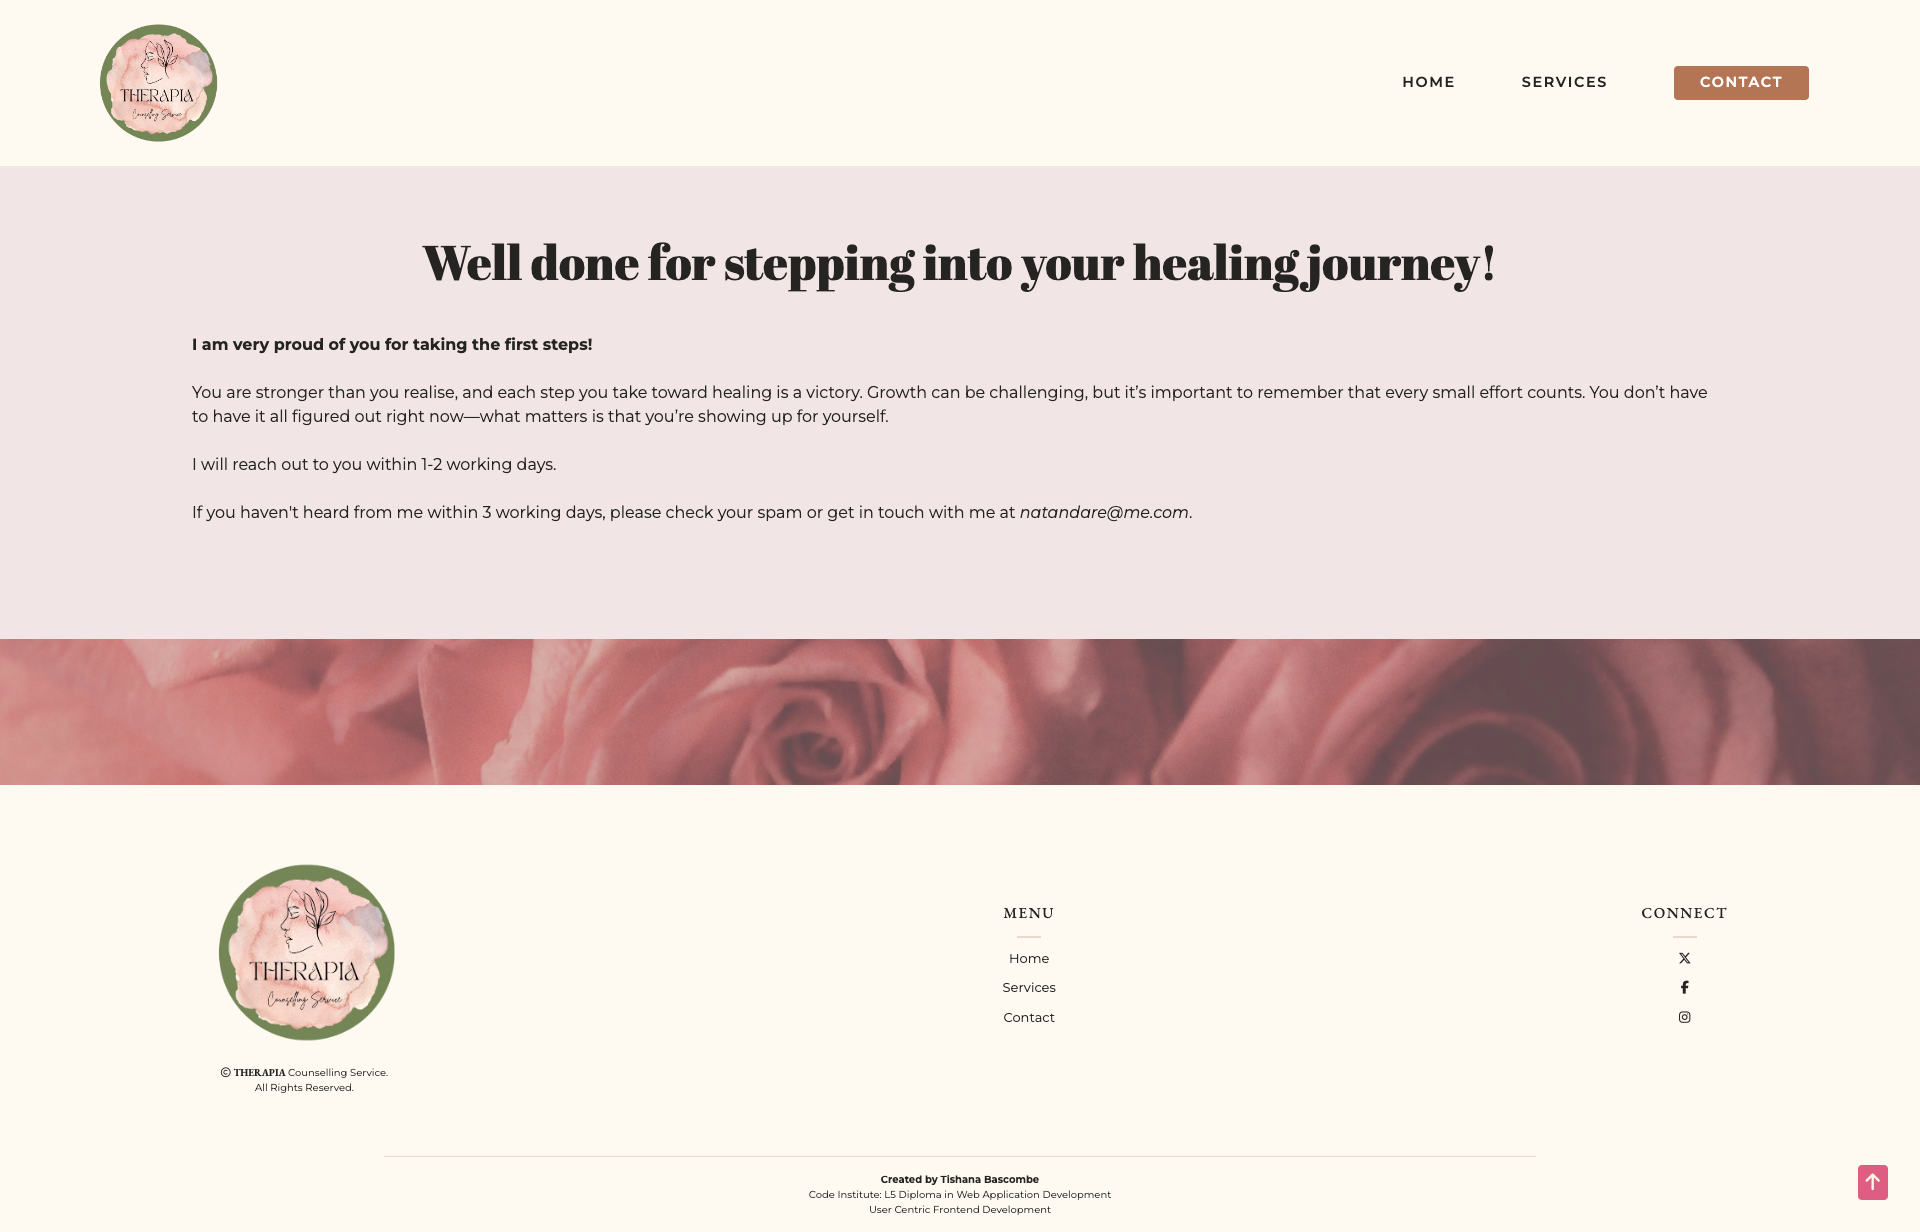 THERAPIA
Counselling Service
HOME
SERVICES
CONTACT
Well done for stepping into your healing journey!
I am very proud of you for taking the first steps!
You are stronger than you realise, and each step you take toward healing is a victory. Growth can be challenging, but it’s important to remember that every small effort counts. You don’t have
to have it all figured out right now—what matters is that you’re showing up for yourself.
I will reach out to you within 1-2 working days.
If you haven't heard from me within 3 working days, please check your spam or get in touch with me at natandare@me.com.
THERAPIA
Counselling Service
© THERAPIA Counselling Service.
All Rights Reserved.
MENU
Home
Services
Contact
CONNECT
Created by Tishana Bascombe
Code Institute: L5 Diploma in Web Application Development
User Centric Frontend Development